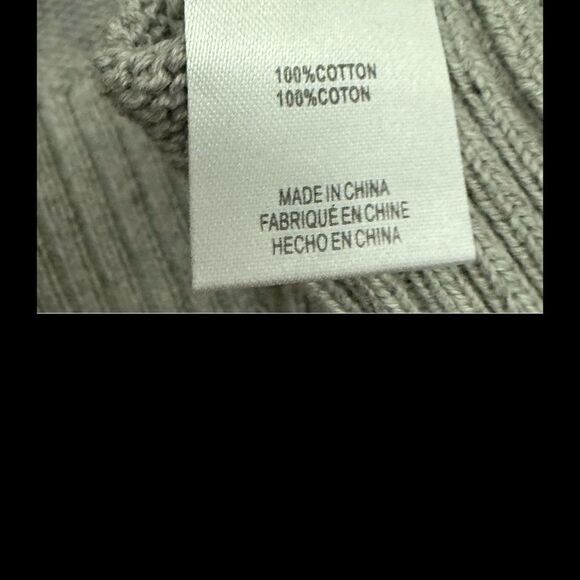 100%COTTON
100%COTON
MADE IN CHINA
FABRIQUÉ EN CHINE
HECHO EN CHINA